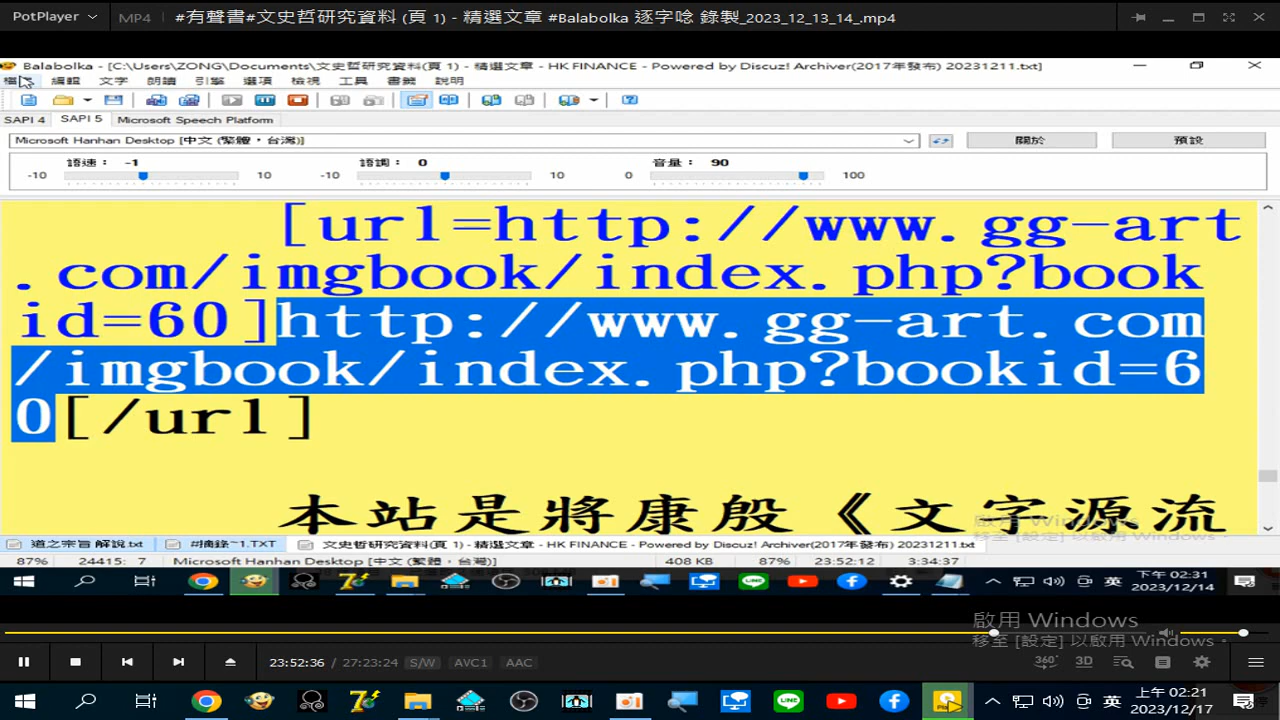 PotPlayer
MP4
#有聲書#文史哲研究資料 (頁 1) - 精選文章 #Balabolka 逐字唸 錄製_2023_12_13_14_.mp4
Balabolka - [C:\Users\ZONG\Documents\文史哲研究資料(頁 1) - 精選文章 - HK FINANCE - Powered by Discuz! Archiver(2017年發布) 20231211.txt]
檔案 編輯 文字 朗讀 引擎 選項 檢視 工具 書籤 說明
SAPI 4 SAPI 5 Microsoft Speech Platform
Microsoft Hanhan Desktop [中文 (繁體，台灣)]
關於 預設
語速： -1 語調： 0 音量： 90
-10 10 -10 10 0 100
[url=http://www.gg-art
.com/imgbook/index.php?book
id=60]http://www.gg-art.com
/imgbook/index.php?bookid=6
0[/url]
本站是將康殷《文字源流
啟用 Windows
移至 [設定] 以啟用 Windows。
道之宗旨 解說.txt #摘錄~1.TXT 文史哲研究資料(頁 1) - 精選文章 - HK FINANCE - Powered by Discuz! Archiver(2017年發布) 20231211.txt
87% 24415: 7 Microsoft Hanhan Desktop [中文 (繁體，台灣)] 408 KB 87% 23:52:12 3:34:37
英 下午 02:31
2023/12/14
啟用 Windows
移至 [設定] 以啟用 Windows。
23:52:36 / 27:23:24 S/W AVC1 AAC
360° 3D
英 上午 02:21
2023/12/17